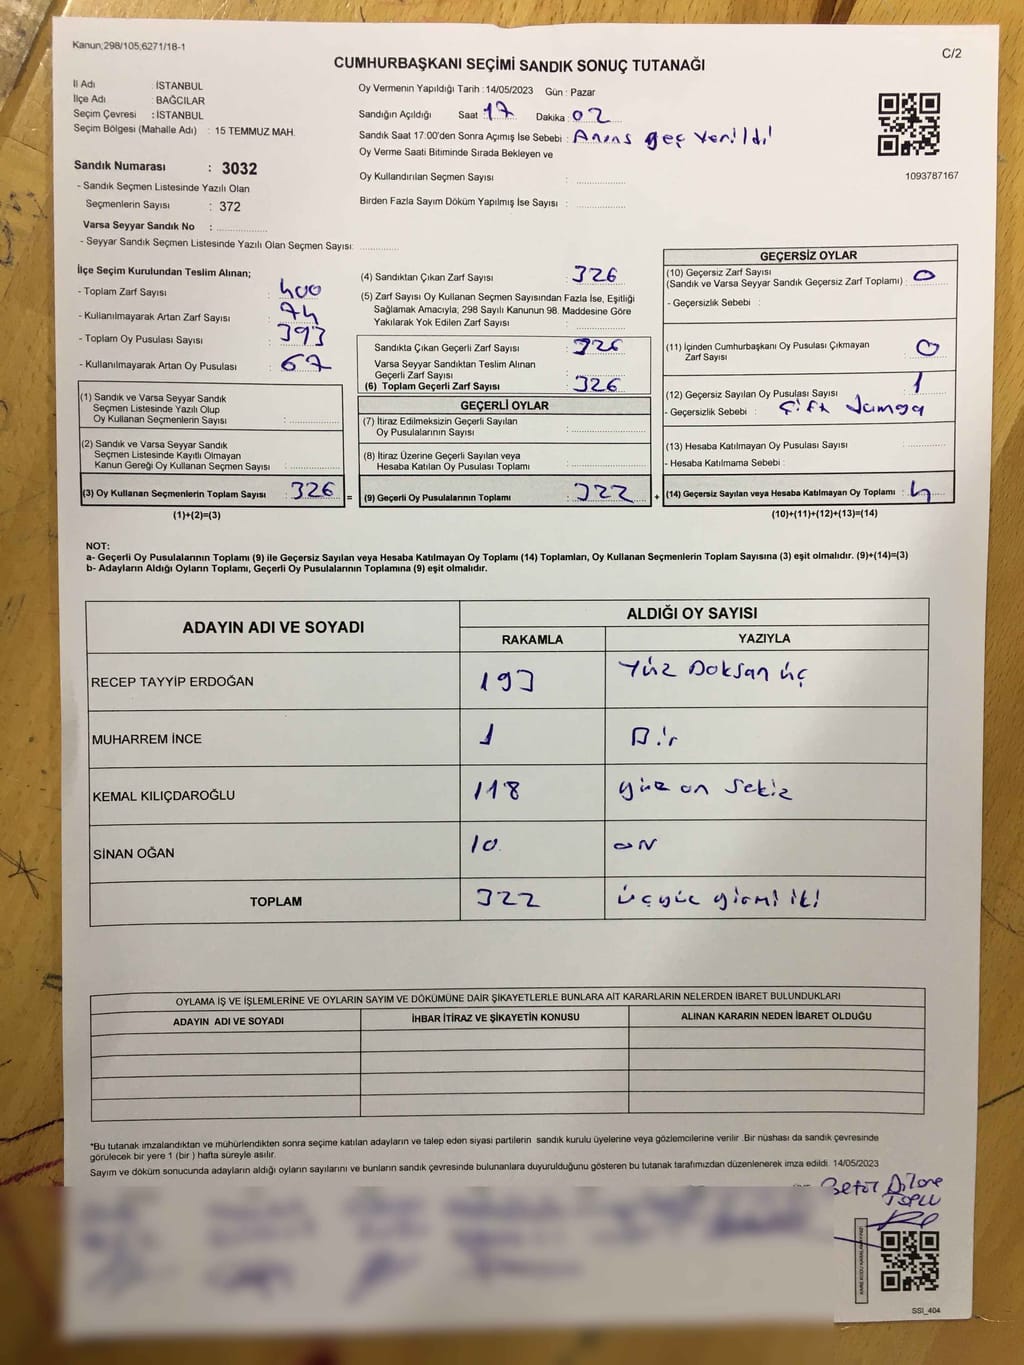 Kanun;298/105;6271/18-1
C/2
CUMHURBAŞKANI SEÇİMİ SANDIK SONUÇ TUTANAĞI
İl Adı : İSTANBUL
İlçe Adı : BAĞCILAR
Seçim Çevresi : İSTANBUL
Seçim Bölgesi (Mahalle Adı) : 15 TEMMUZ MAH.
Sandık Numarası : 3032
- Sandık Seçmen Listesinde Yazılı Olan
Seçmenlerin Sayısı : 372
Varsa Seyyar Sandık No :
- Seyyar Sandık Seçmen Listesinde Yazılı Olan Seçmen Sayısı:
Oy Vermenin Yapıldığı Tarih :14/05/2023 Gün : Pazar
Sandığın Açıldığı Saat 17 Dakika : 02
Sandık Saat 17:00'den Sonra Açımış İse Sebebi : Anons geç verildi
Oy Verme Saati Bitiminde Sırada Bekleyen ve
Oy Kullandırılan Seçmen Sayısı :
Birden Fazla Sayım Döküm Yapılmış İse Sayısı :
1093787167
İlçe Seçim Kurulundan Teslim Alınan;
- Toplam Zarf Sayısı : 400
- Kullanılmayarak Artan Zarf Sayısı : 74
- Toplam Oy Pusulası Sayısı : 393
- Kullanılmayarak Artan Oy Pusulası : 67
(1) Sandık ve Varsa Seyyar Sandık
Seçmen Listesinde Yazılı Olup
Oy Kullanan Seçmenlerin Sayısı :
(2) Sandık ve Varsa Seyyar Sandık
Seçmen Listesinde Kayıtlı Olmayan
Kanun Gereği Oy Kullanan Seçmen Sayısı :
(3) Oy Kullanan Seçmenlerin Toplam Sayısı : 326 =
(1)+(2)=(3)
(4) Sandıktan Çıkan Zarf Sayısı : 326
(5) Zarf Sayısı Oy Kullanan Seçmen Sayısından Fazla İse, Eşitliği
Sağlamak Amacıyla; 298 Sayılı Kanunun 98. Maddesine Göre
Yakılarak Yok Edilen Zarf Sayısı :
Sandıkta Çıkan Geçerli Zarf Sayısı : 326
Varsa Seyyar Sandıktan Teslim Alınan
Geçerli Zarf Sayısı :
(6) Toplam Geçerli Zarf Sayısı : 326
GEÇERLİ OYLAR
(7) İtiraz Edilmeksizin Geçerli Sayılan
Oy Pusulalarının Sayısı :
(8) İtiraz Üzerine Geçerli Sayılan veya
Hesaba Katılan Oy Pusulası Toplamı :
(9) Geçerli Oy Pusulalarının Toplamı : 322 +
GEÇERSİZ OYLAR
(10) Geçersiz Zarf Sayısı : 0
(Sandık ve Varsa Seyyar Sandık Geçersiz Zarf Toplamı)
- Geçersizlik Sebebi :
(11) İçinden Cumhurbaşkanı Oy Pusulası Çıkmayan
Zarf Sayısı : 0
(12) Geçersiz Sayılan Oy Pusulası Sayısı : 1
- Geçersizlik Sebebi : Çift Damga
(13) Hesaba Katılmayan Oy Pusulası Sayısı :
- Hesaba Katılmama Sebebi :
(14) Geçersiz Sayılan veya Hesaba Katılmayan Oy Toplamı : 4
(10)+(11)+(12)+(13)=(14)
NOT:
a- Geçerli Oy Pusulalarının Toplamı (9) ile Geçersiz Sayılan veya Hesaba Katılmayan Oy Toplamı (14) Toplamları, Oy Kullanan Seçmenlerin Toplam Sayısına (3) eşit olmalıdır. (9)+(14)=(3)
b- Adayların Aldığı Oyların Toplamı, Geçerli Oy Pusulalarının Toplamına (9) eşit olmalıdır.
ADAYIN ADI VE SOYADI
ALDIĞI OY SAYISI
RAKAMLA YAZIYLA
RECEP TAYYİP ERDOĞAN 193 Yüz Doksan üç
MUHARREM İNCE 1 Bir
KEMAL KILIÇDAROĞLU 118 yüz on Sekiz
SİNAN OĞAN 10 oN
TOPLAM 322 üçyüz yirmi iki
OYLAMA İŞ VE İŞLEMLERİNE VE OYLARIN SAYIM VE DÖKÜMÜNE DAİR ŞİKAYETLERLE BUNLARA AİT KARARLARIN NELERDEN İBARET BULUNDUKLARI
ADAYIN ADI VE SOYADI İHBAR İTİRAZ VE ŞİKAYETİN KONUSU ALINAN KARARIN NEDEN İBARET OLDUĞU
*Bu tutanak imzalandıktan ve mühürlendikten sonra seçime katılan adayların ve talep eden siyasi partilerin sandık kurulu üyelerine veya gözlemcilerine verilir .Bir nüshası da sandık çevresinde
görülecek bir yere 1 (bir ) hafta süreyle asılır.
Sayım ve döküm sonucunda adayların aldığı oyların sayılarını ve bunların sandık çevresinde bulunanlara duyurulduğunu gösteren bu tutanak tarafımızdan düzenlenerek imza edildi. 14/05/2023
SSI_404